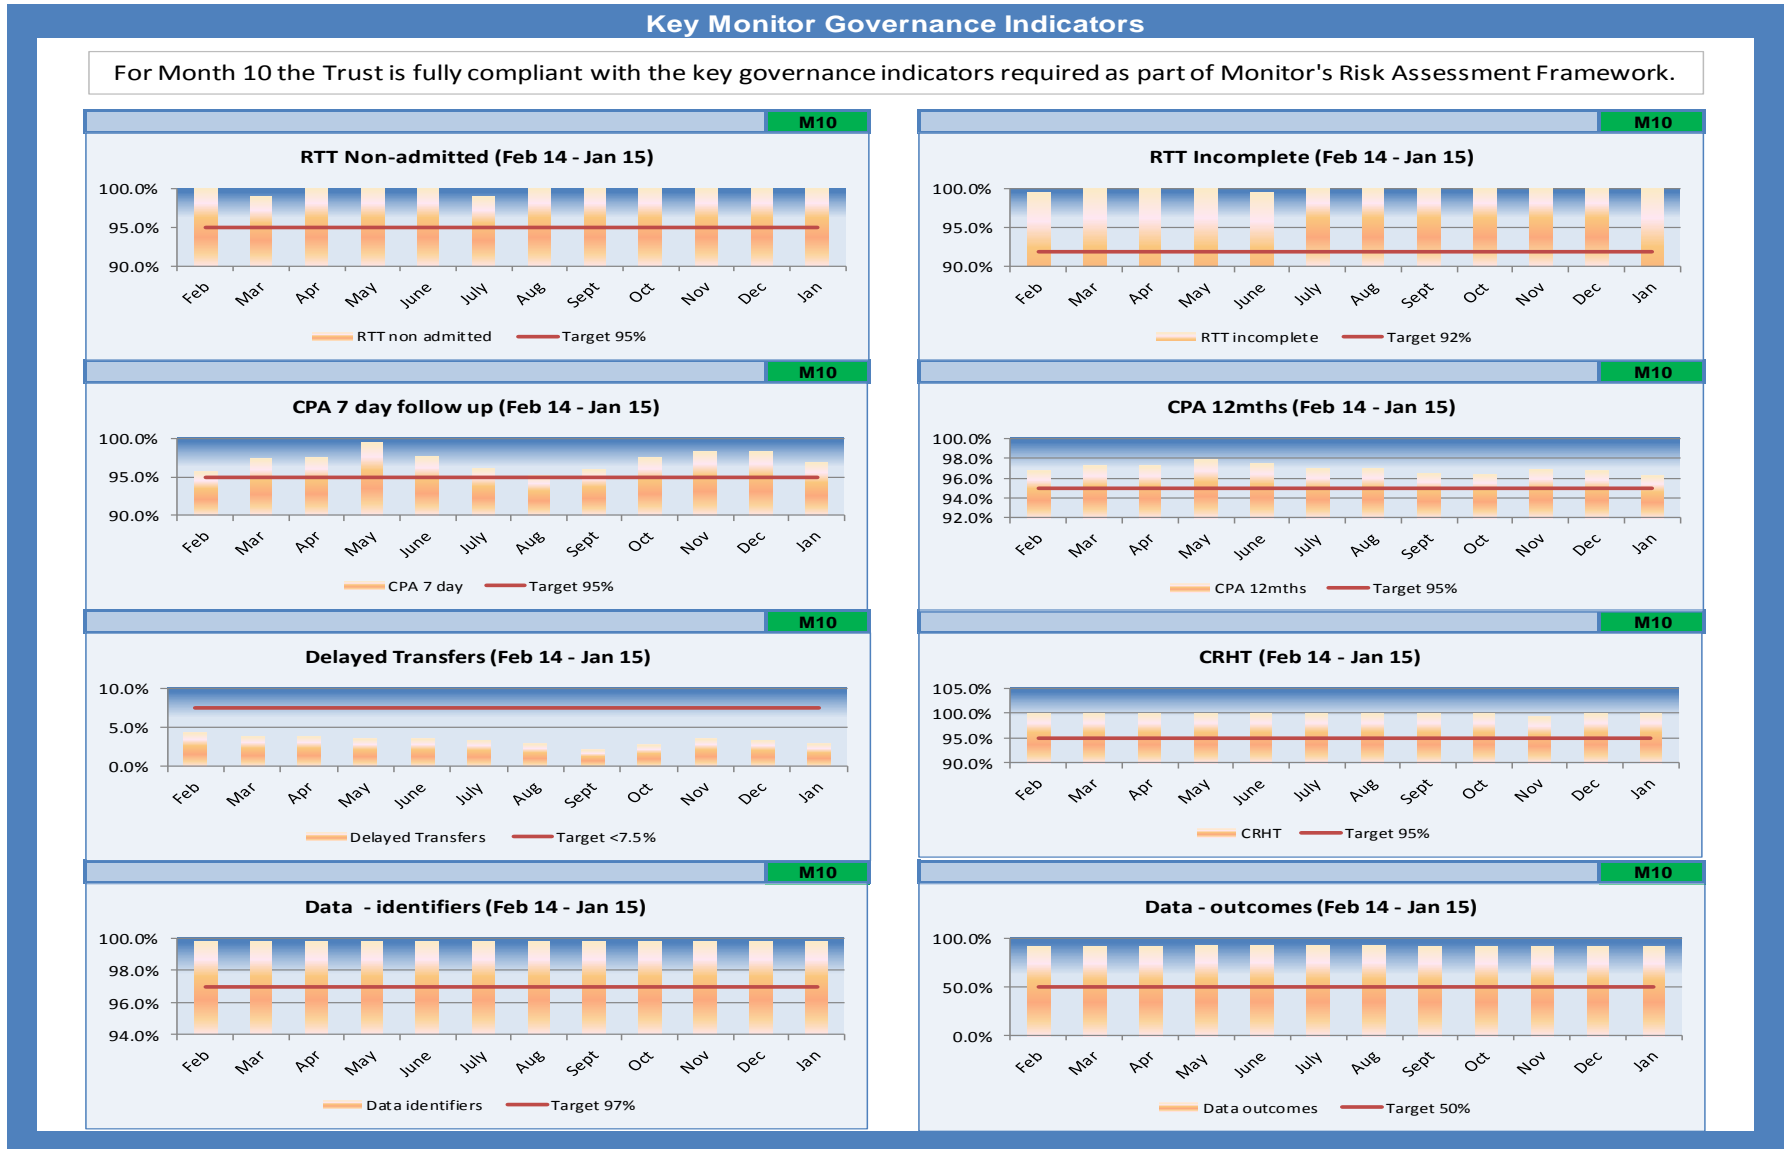 Key Monitor Governance Indicators
For Month 10 the Trust is fully compliant with the key governance indicators required as part of Monitor's Risk Assessment Framework.
M10
RTT Non-admitted (Feb 14 - Jan 15)
100.0%
95.0%
90.0%
Feb Mar Apr May June July Aug Sept Oct Nov Dec Jan
RTT non admitted Target 95%
M10
RTT Incomplete (Feb 14 - Jan 15)
100.0%
95.0%
90.0%
Feb Mar Apr May June July Aug Sept Oct Nov Dec Jan
RTT incomplete Target 92%
M10
CPA 7 day follow up (Feb 14 - Jan 15)
100.0%
95.0%
90.0%
Feb Mar Apr May June July Aug Sept Oct Nov Dec Jan
CPA 7 day Target 95%
M10
CPA 12mths (Feb 14 - Jan 15)
100.0%
98.0%
96.0%
94.0%
92.0%
Feb Mar Apr May June July Aug Sept Oct Nov Dec Jan
CPA 12mths Target 95%
M10
Delayed Transfers (Feb 14 - Jan 15)
10.0%
5.0%
0.0%
Feb Mar Apr May June July Aug Sept Oct Nov Dec Jan
Delayed Transfers Target <7.5%
M10
CRHT (Feb 14 - Jan 15)
105.0%
100.0%
95.0%
90.0%
Feb Mar Apr May June July Aug Sept Oct Nov Dec Jan
CRHT Target 95%
M10
Data - identifiers (Feb 14 - Jan 15)
100.0%
98.0%
96.0%
94.0%
Feb Mar Apr May June July Aug Sept Oct Nov Dec Jan
Data identifiers Target 97%
M10
Data - outcomes (Feb 14 - Jan 15)
100.0%
50.0%
0.0%
Feb Mar Apr May June July Aug Sept Oct Nov Dec Jan
Data outcomes Target 50%